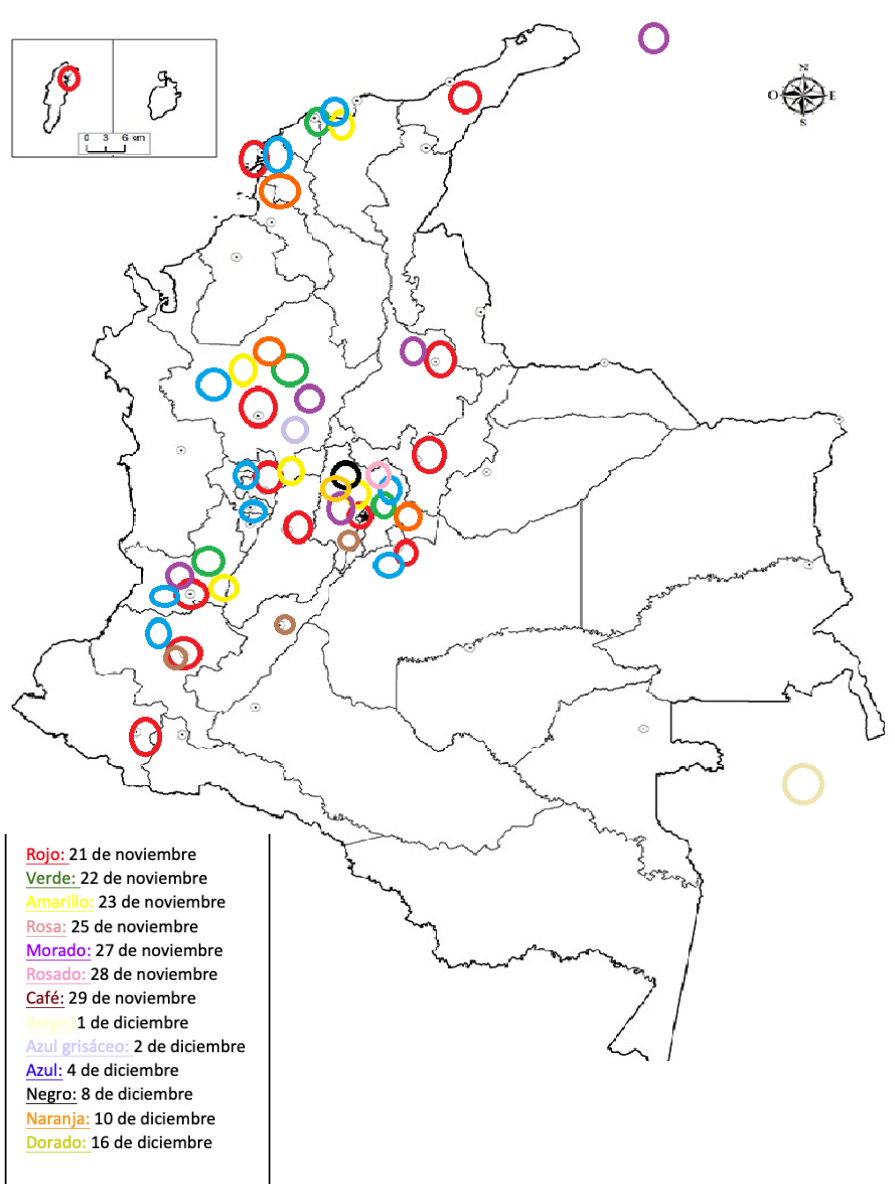 N
O E
S
0 3 6 km
Rojo: 21 de noviembre
Verde: 22 de noviembre
Amarillo: 23 de noviembre
Rosa: 25 de noviembre
Morado: 27 de noviembre
Rosado: 28 de noviembre
Café: 29 de noviembre
Beige: 1 de diciembre
Azul grisáceo: 2 de diciembre
Azul: 4 de diciembre
Negro: 8 de diciembre
Naranja: 10 de diciembre
Dorado: 16 de diciembre